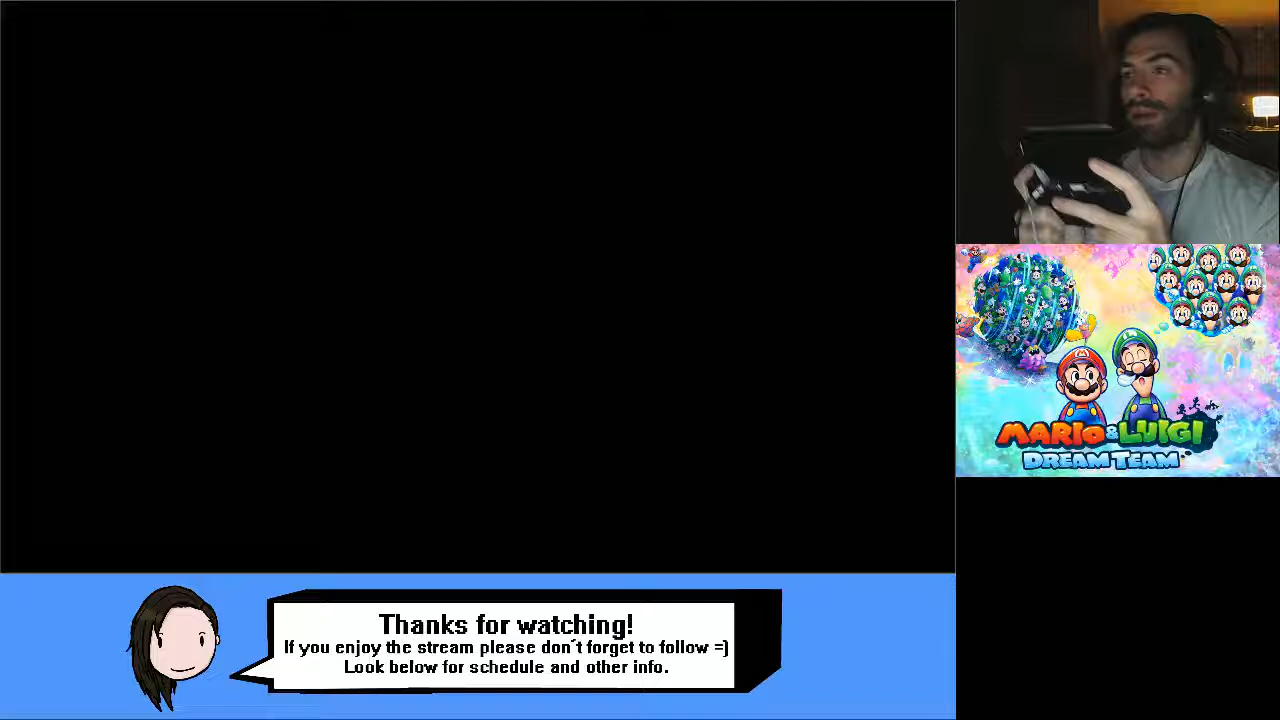 MARIO & LUIGI
DREAM TEAM
Thanks for watching!
If you enjoy the stream please don´t forget to follow =)
Look below for schedule and other info.